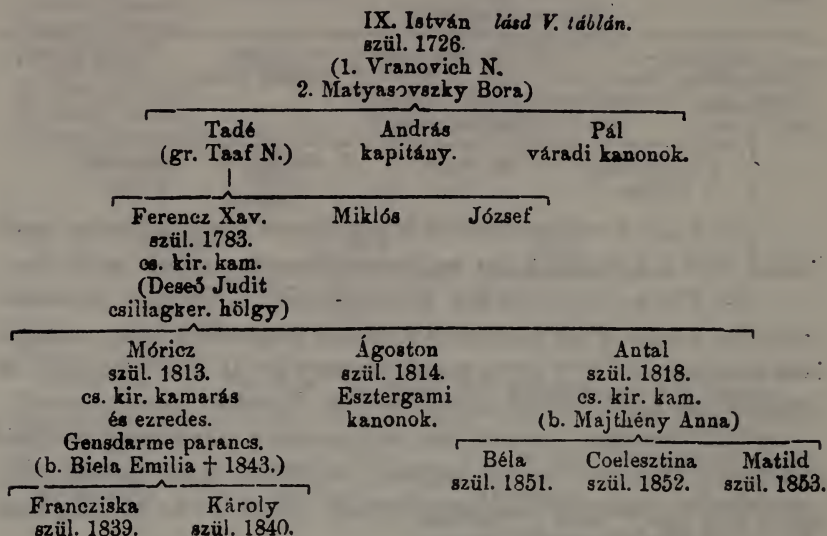 IX. István lásd V. táblán.
szül. 1726.
(1. Vranovich N.
2. Matyasovszky Bora)
Tadé András Pál
(gr. Taaf N.) kapitány. váradi kanonok.
Ferencz Xav. Miklós József
szül. 1783.
cs. kir. kam.
(Deseő Judit
csillagker. hölgy)
Móricz Ágoston Antal
szül. 1813. szül. 1814. szül. 1818.
cs. kir. kamarás Esztergami cs. kir. kam.
és ezredes. kanonok. (b. Majthény Anna)
Gensdarme parancs.
(b. Biela Emilia † 1843.)
Béla Coelesztina Matild
szül. 1851. szül. 1852. szül. 1853.
Francziska Károly
szül. 1839. szül. 1840.